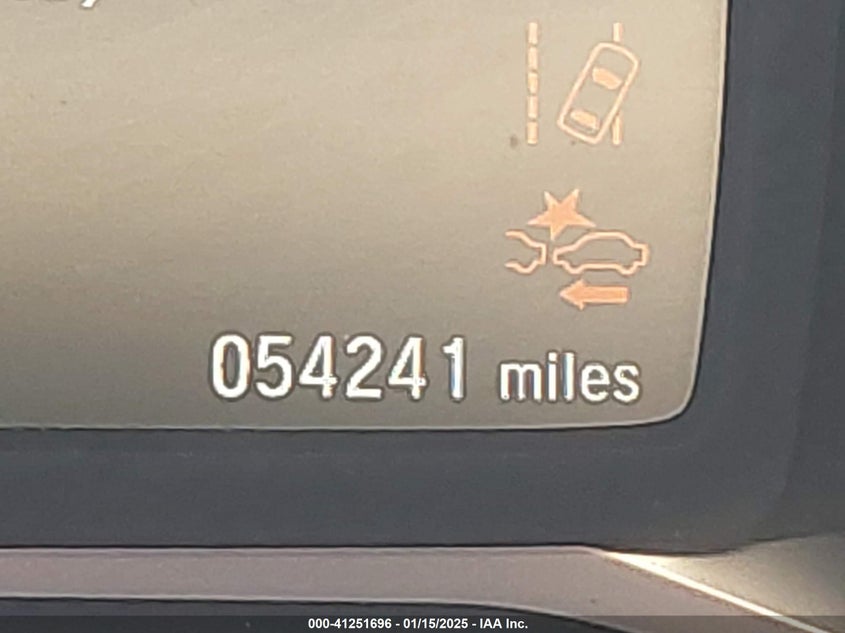 054241 miles
000-41251696 - 01/15/2025 - IAA Inc.